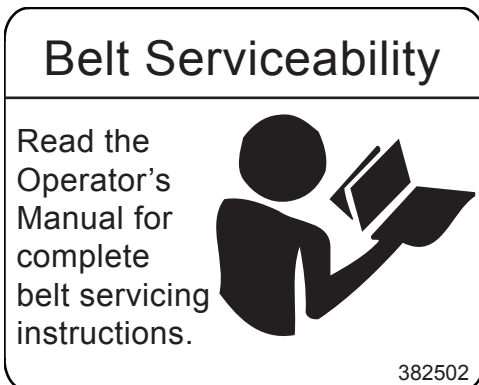 Belt Serviceability
Read the
Operator’s
Manual for
complete
belt servicing
instructions.
382502